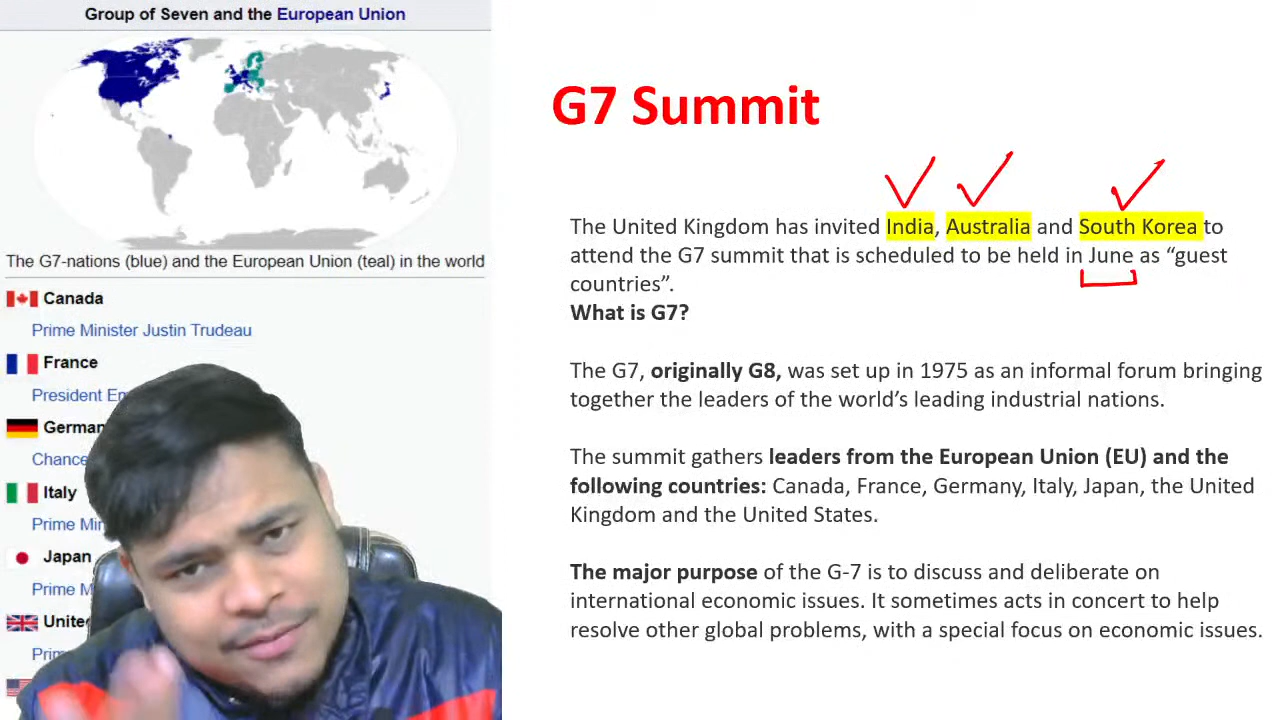 Group of Seven and the European Union
The G7-nations (blue) and the European Union (teal) in the world
Canada
Prime Minister Justin Trudeau
France
President
Italy
Prime
Japan
Prime
G7 Summit
The United Kingdom has invited India, Australia and South Korea to
attend the G7 summit that is scheduled to be held in June as “guest
countries”.
What is G7?
The G7, originally G8, was set up in 1975 as an informal forum bringing
together the leaders of the world’s leading industrial nations.
The summit gathers leaders from the European Union (EU) and the
following countries: Canada, France, Germany, Italy, Japan, the United
Kingdom and the United States.
The major purpose of the G-7 is to discuss and deliberate on
international economic issues. It sometimes acts in concert to help
resolve other global problems, with a special focus on economic issues.